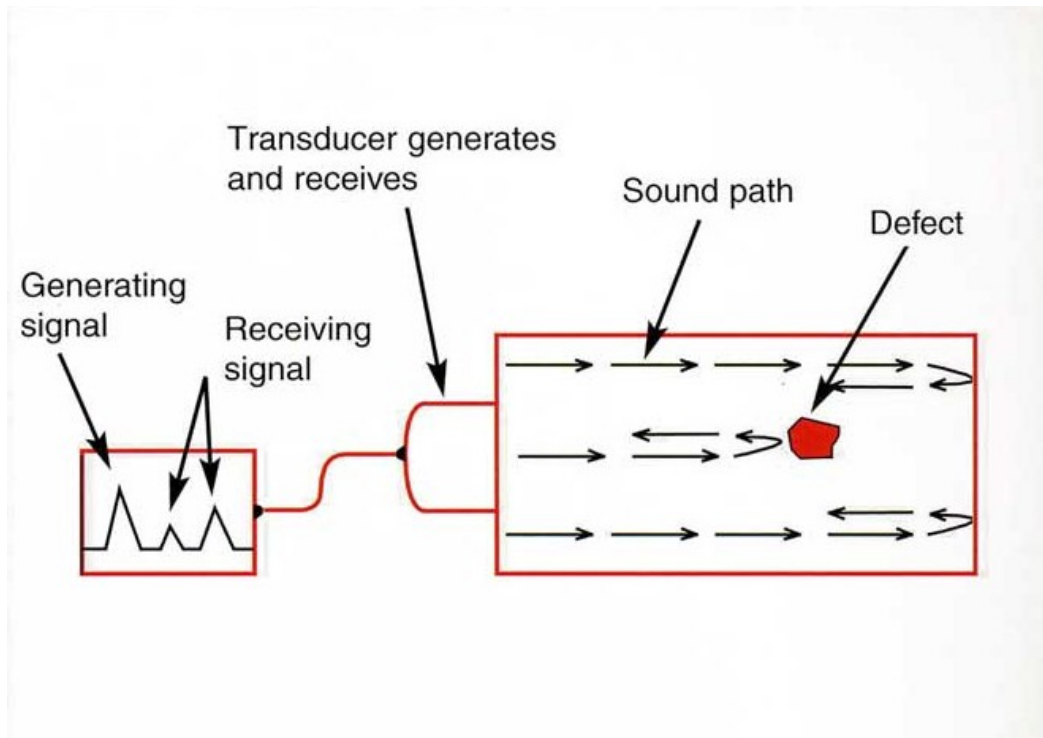 Transducer generates
and receives
Sound path
Defect
Generating
signal
Receiving
signal